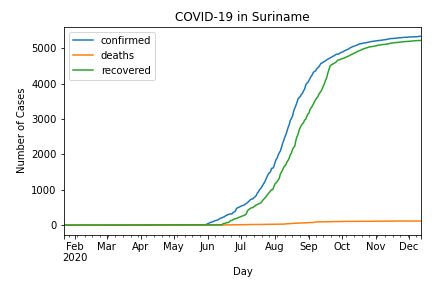 COVID-19 in Suriname
confirmed
deaths
recovered
Number of Cases
5000
4000
3000
2000
1000
0
Feb Mar Apr May Jun Jul Aug Sep Oct Nov Dec
2020
Day